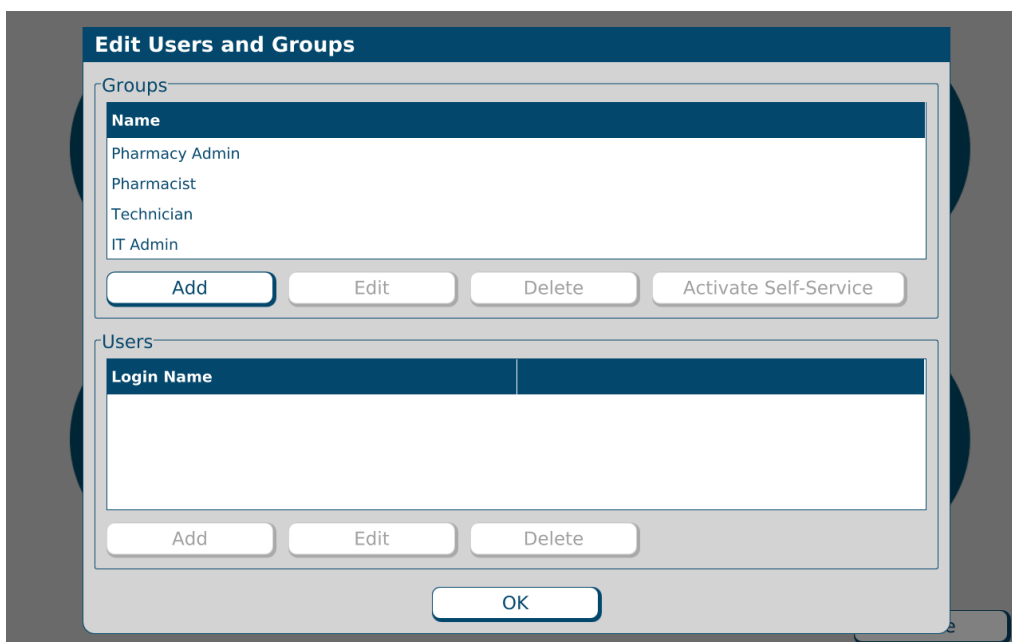 Edit Users and Groups
Groups
Name
Pharmacy Admin
Pharmacist
Technician
IT Admin
Add Edit Delete Activate Self-Service
Users
Login Name
Add Edit Delete
OK